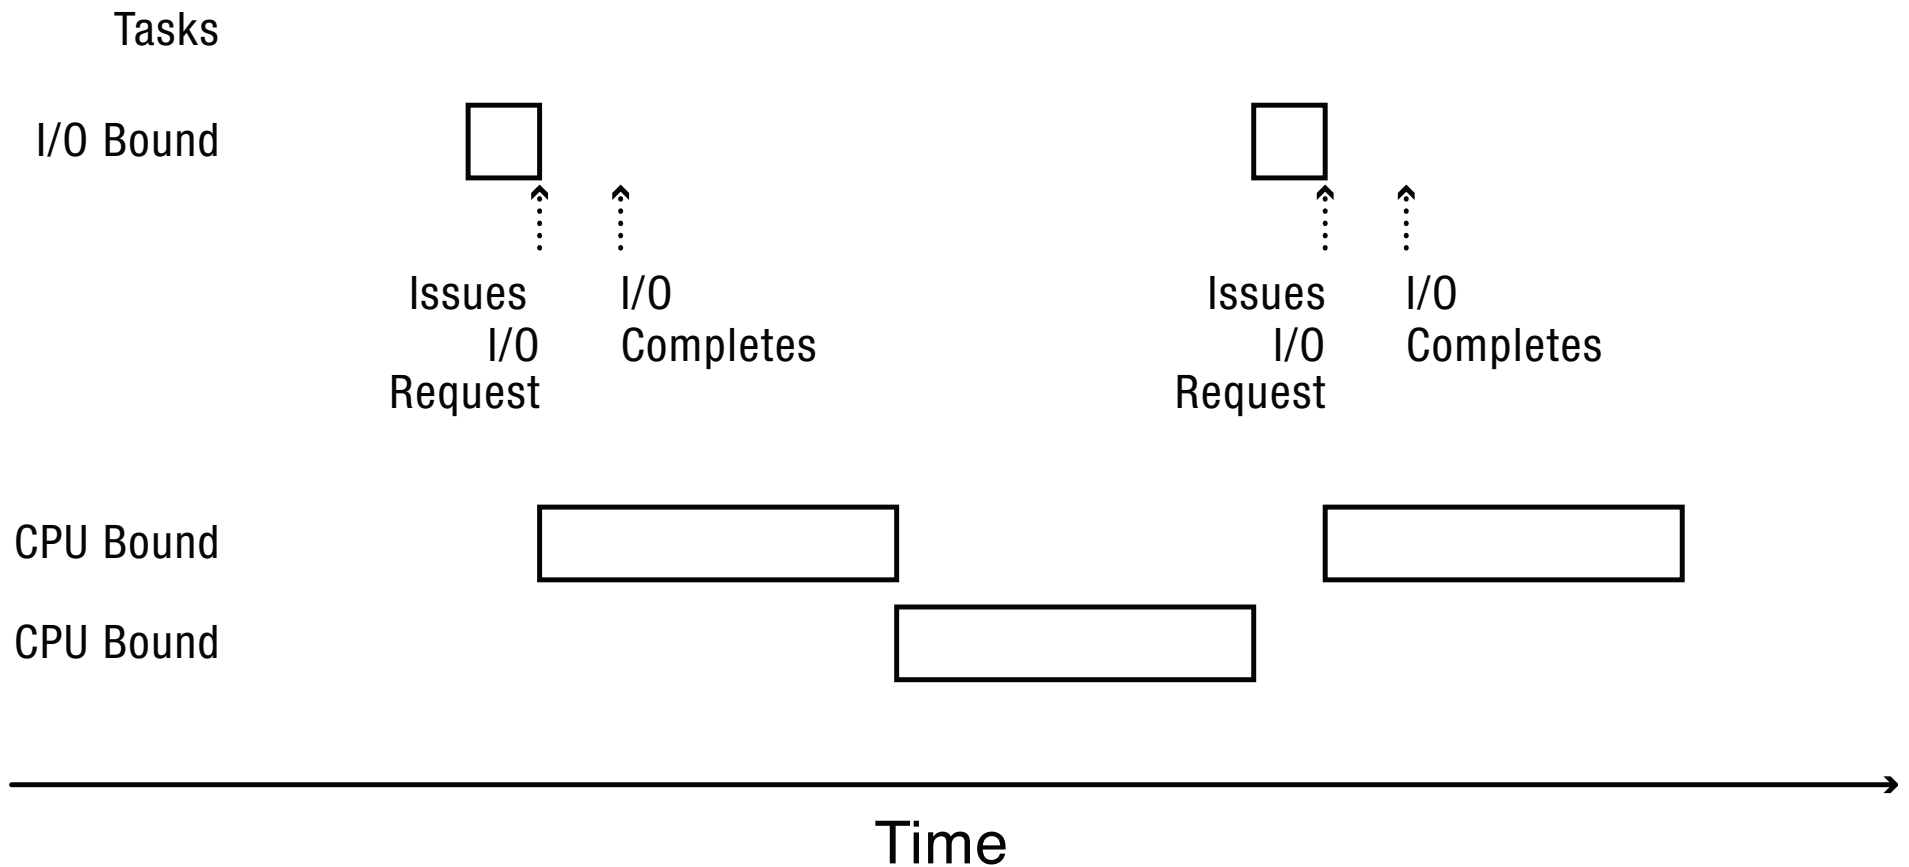 Tasks
I/O Bound
Issues
I/O
Request
I/O
Completes
Issues
I/O
Request
I/O
Completes
CPU Bound
CPU Bound
Time